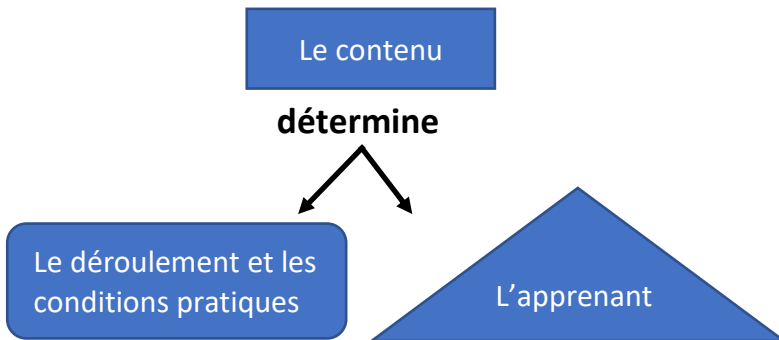 Le contenu
détermine
Le déroulement et les
conditions pratiques
L’apprenant